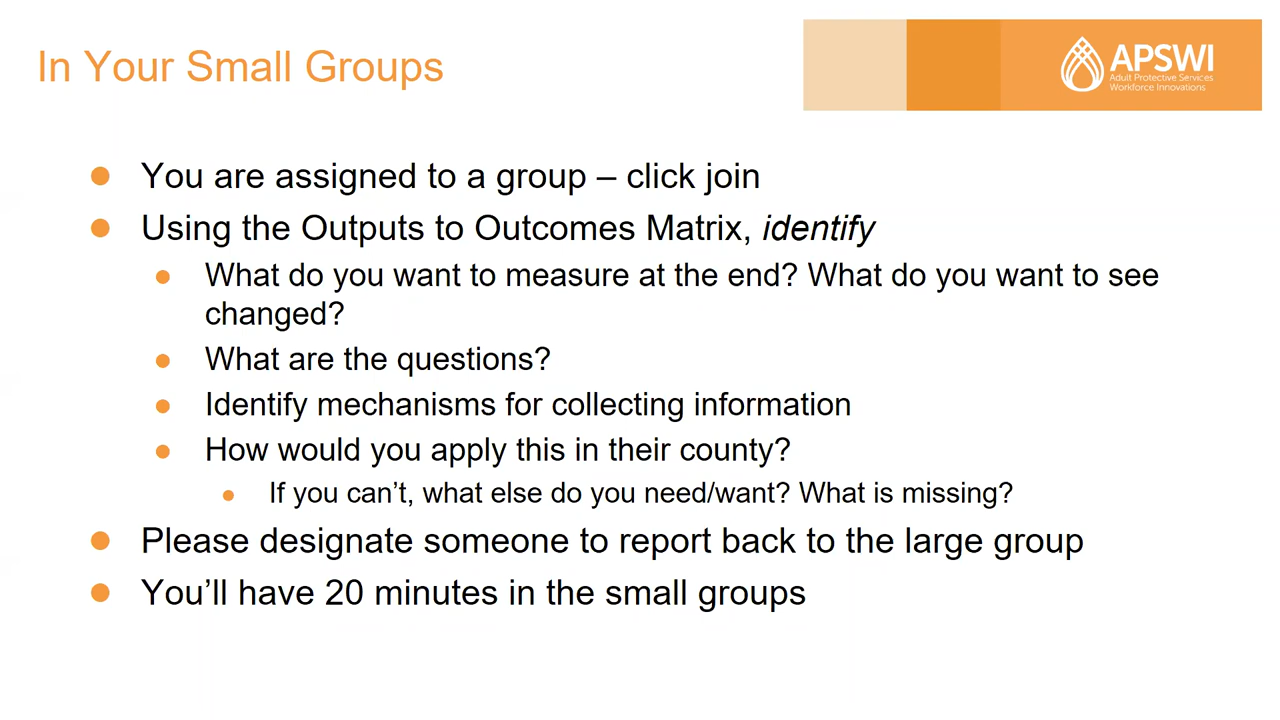 In Your Small Groups
APSWI
Adult Protective Services
Workforce Innovations
You are assigned to a group – click join
Using the Outputs to Outcomes Matrix, identify
What do you want to measure at the end? What do you want to see
changed?
What are the questions?
Identify mechanisms for collecting information
How would you apply this in their county?
If you can’t, what else do you need/want? What is missing?
Please designate someone to report back to the large group
You’ll have 20 minutes in the small groups